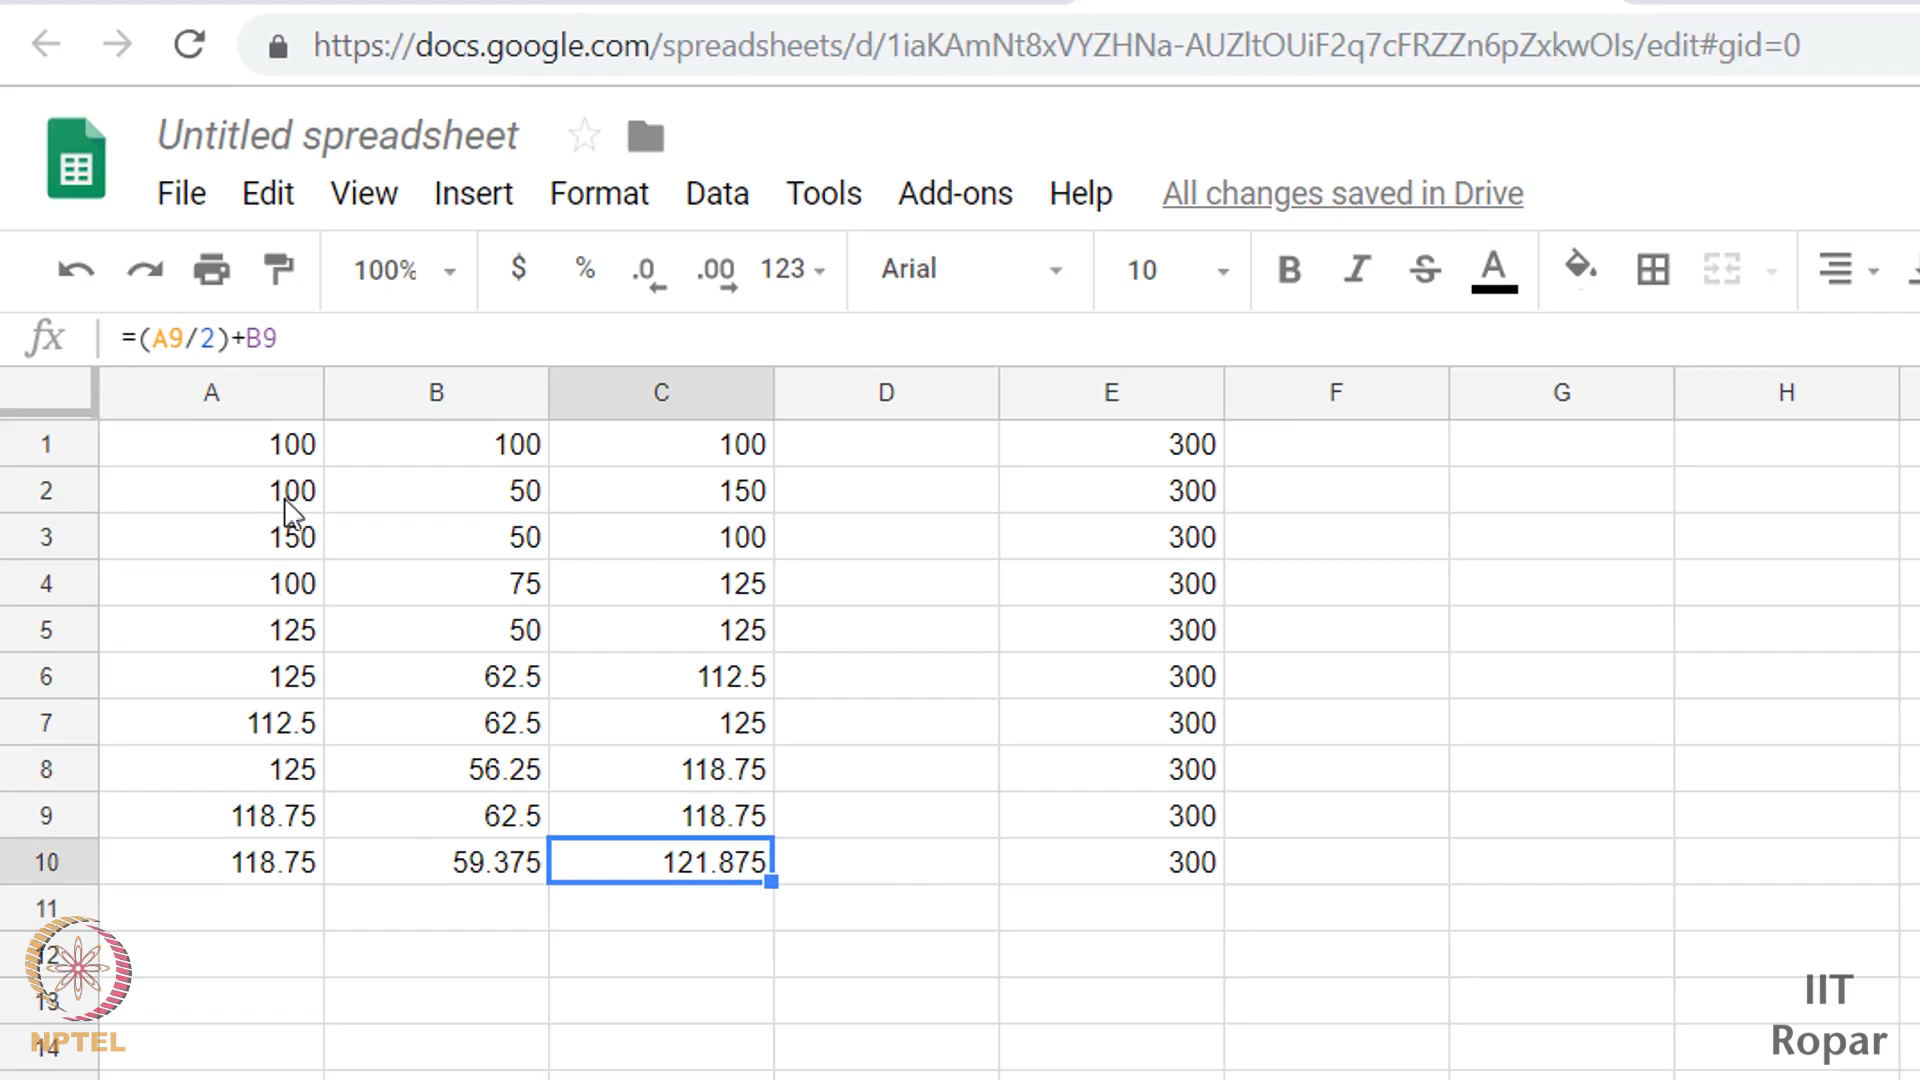 https://docs.google.com/spreadsheets/d/1iaKAmNt8xVYZHNa-AUZltOUiF2q7cFRZZn6pZxkwOIs/edit#gid=0
Untitled spreadsheet
File Edit View Insert Format Data Tools Add-ons Help All changes saved in Drive
100% $ % .0 .00 123 Arial 10 B I S A
fx =(A9/2)+B9
A B C D E F G H
1 100 100 100 300
2 100 50 150 300
3 150 50 100 300
4 100 75 125 300
5 125 50 125 300
6 125 62.5 112.5 300
7 112.5 62.5 125 300
8 125 56.25 118.75 300
9 118.75 62.5 118.75 300
10 118.75 59.375 121.875 300
11
12
13
14
NPTEL
IIT
Ropar